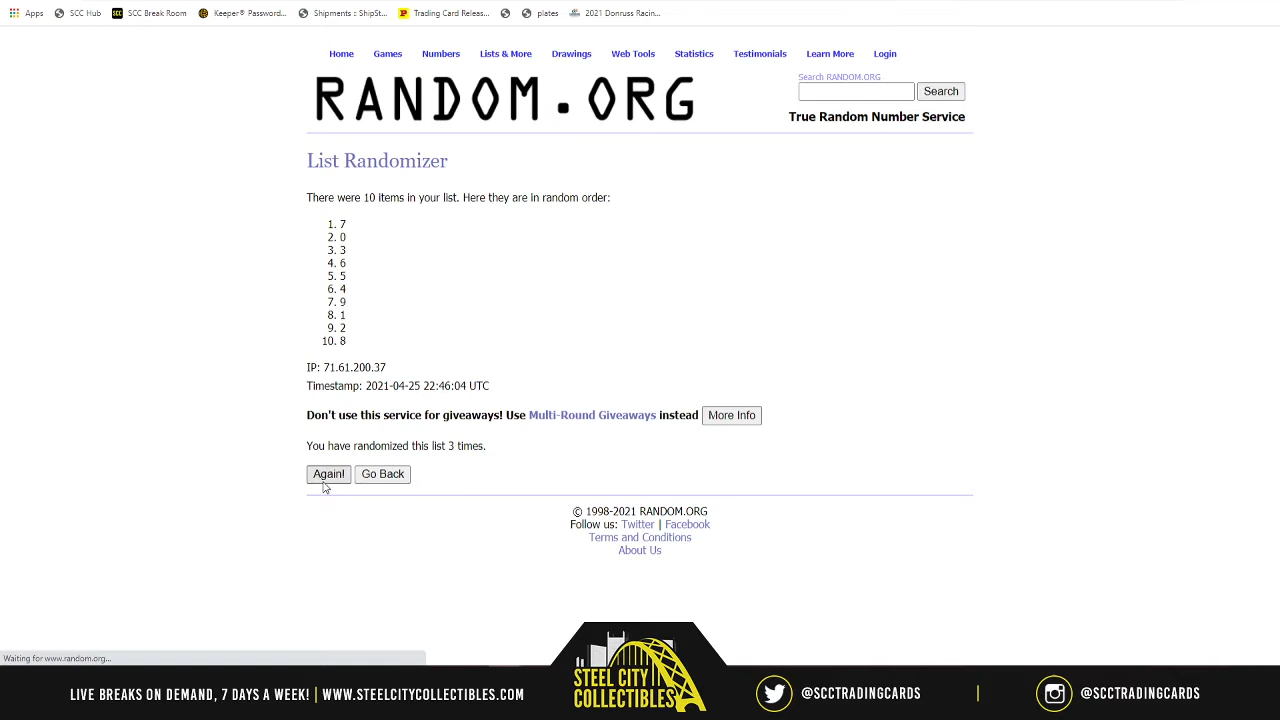 Apps SCC Hub SCC Break Room Keeper® Password... Shipments :: ShipSt... Trading Card Releas... plates 2021 Donruss Racin...
Home Games Numbers Lists & More Drawings Web Tools Statistics Testimonials Learn More Login
RANDOM.ORG
Search RANDOM.ORG
Search
True Random Number Service
List Randomizer
There were 10 items in your list. Here they are in random order:
1. 7
2. 0
3. 3
4. 6
5. 5
6. 4
7. 9
8. 1
9. 2
10. 8
IP: 71.61.200.37
Timestamp: 2021-04-25 22:46:04 UTC
Don't use this service for giveaways! Use Multi-Round Giveaways instead More Info
You have randomized this list 3 times.
Again! Go Back
© 1998-2021 RANDOM.ORG
Follow us: Twitter | Facebook
Terms and Conditions
About Us
Waiting for www.random.org...
LIVE BREAKS ON DEMAND, 7 DAYS A WEEK! | WWW.STEELCITYCOLLECTIBLES.COM
STEEL CITY
COLLECTIBLES
@SCCTRADINGCARDS | @SCCTRADINGCARDS